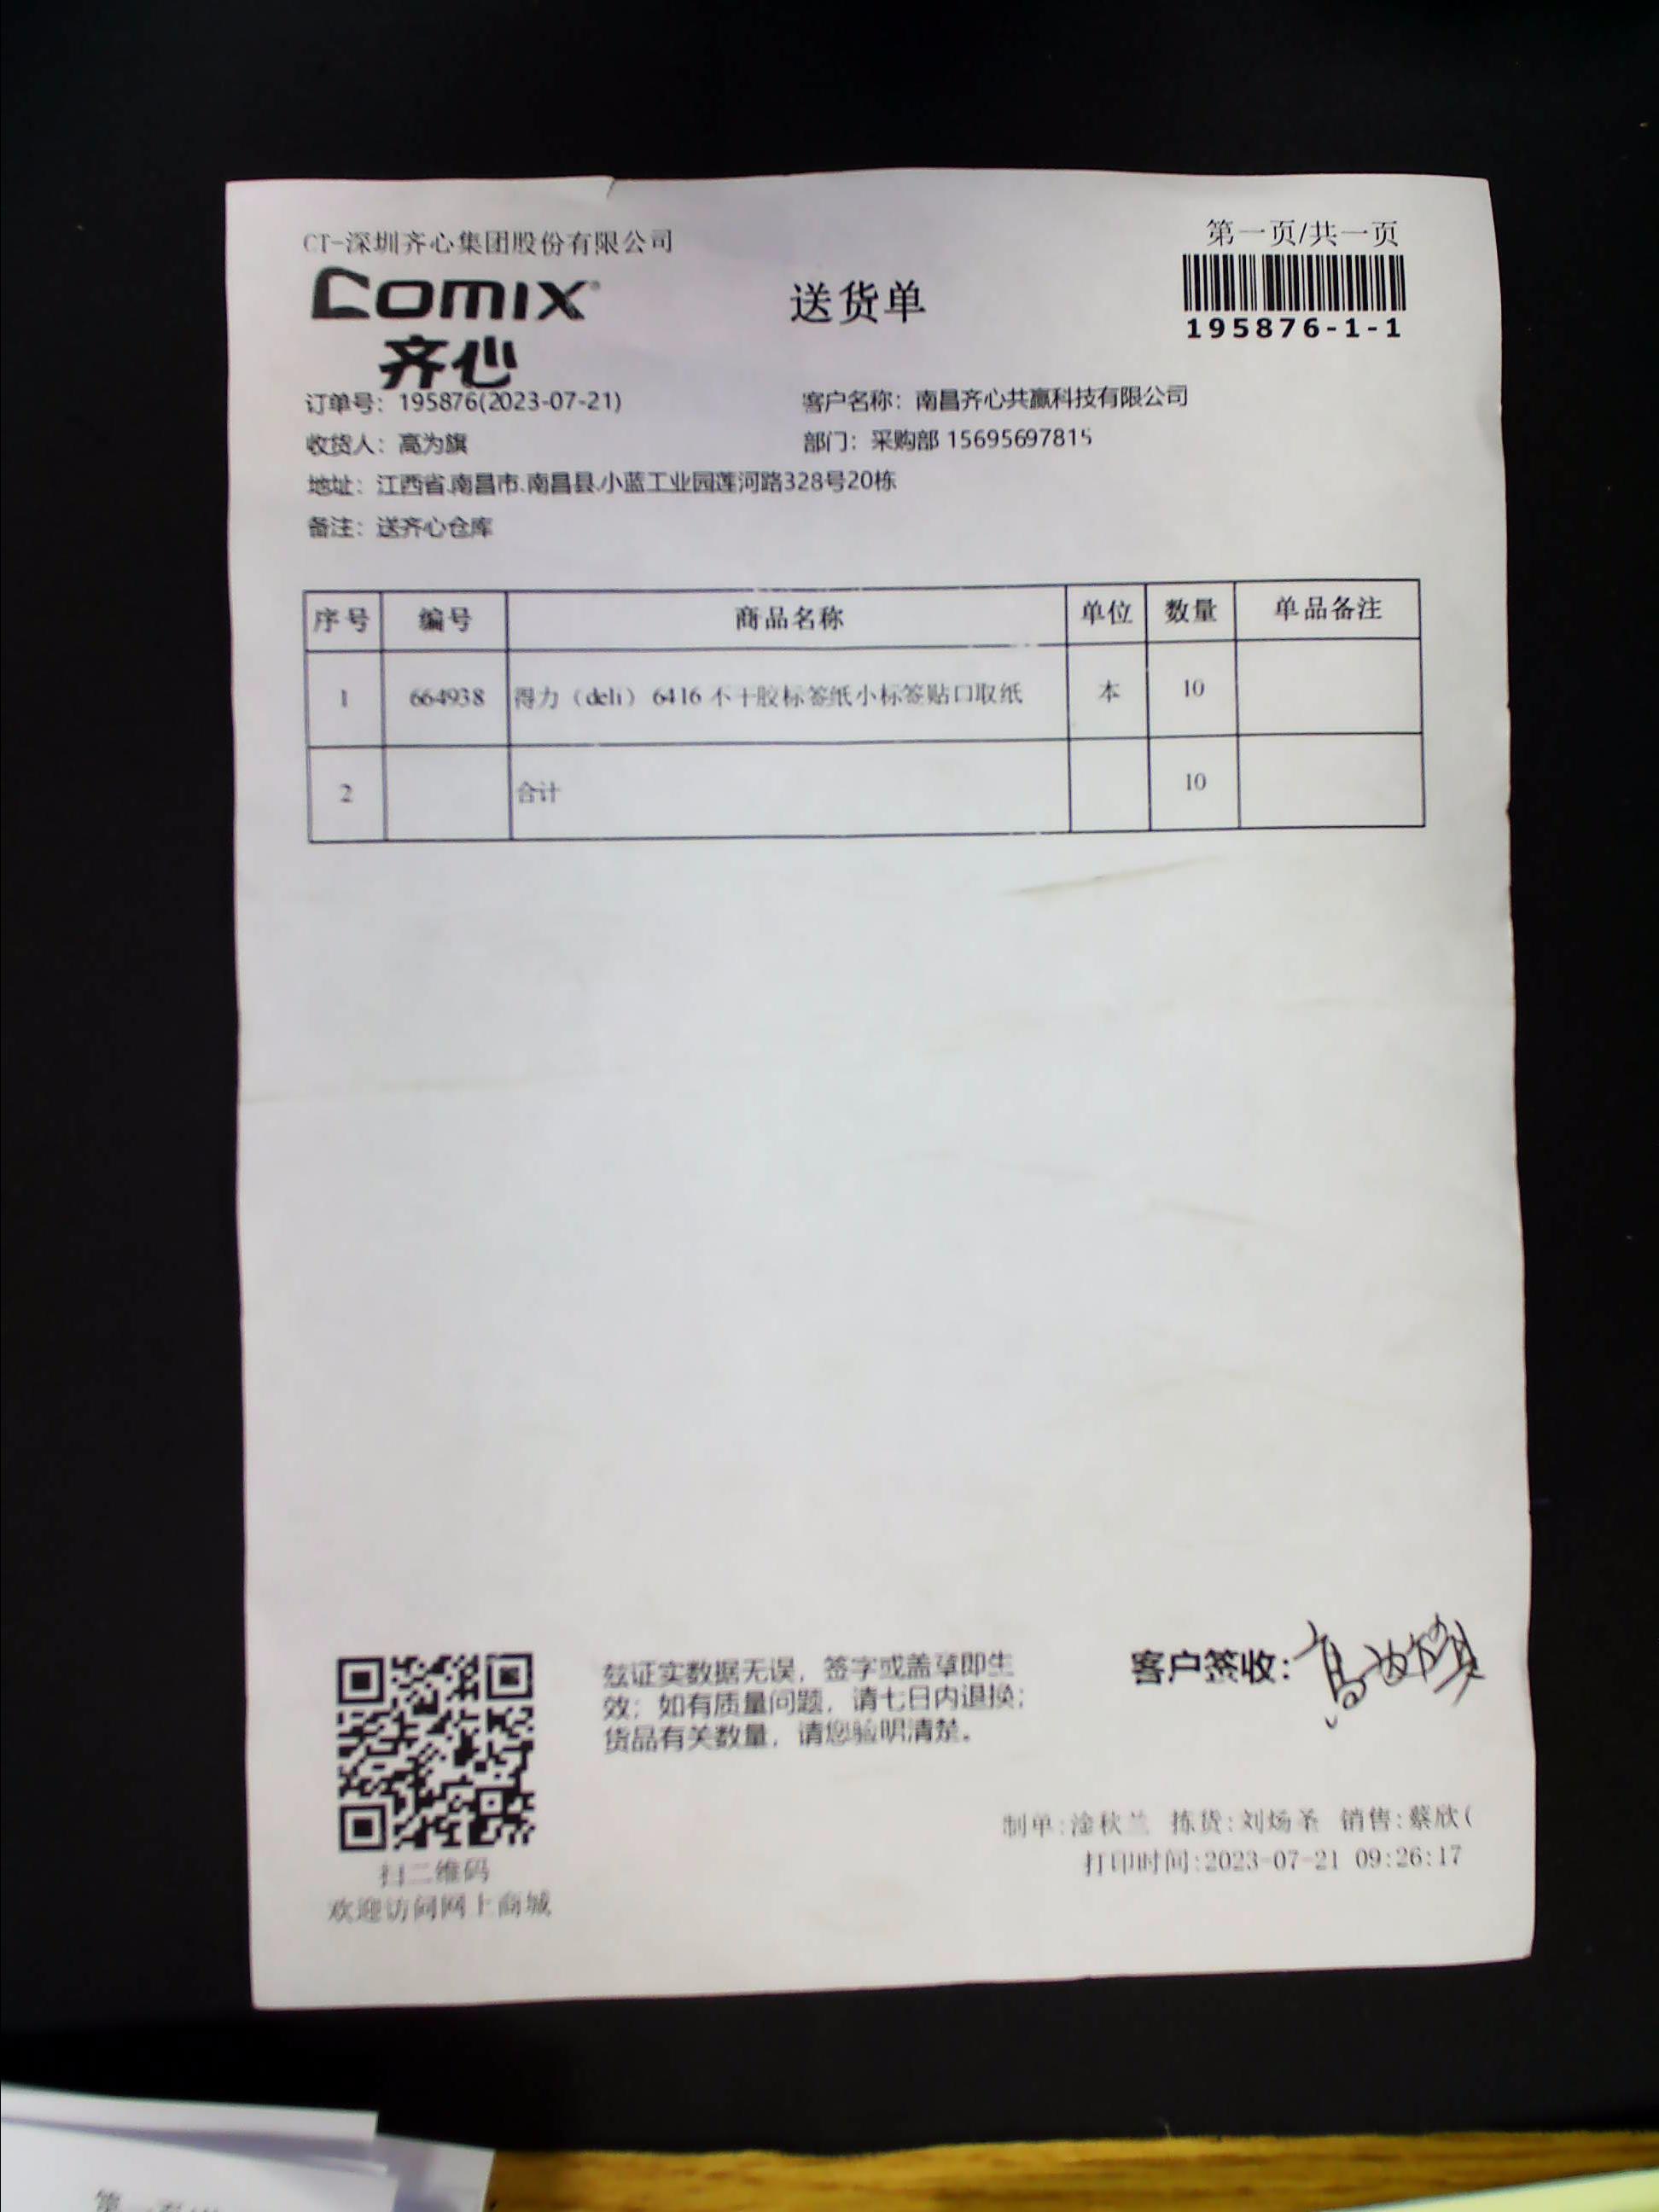 CT-深圳齐心集团股份有限公司
第一页/共一页
COMIX
齐心
送货单
195876-1-1
订单号：195876(2023-07-21)
客户名称：南昌齐心共赢科技有限公司
收货人：高为旗
部门：采购部 15695697815
地址：江西省.南昌市.南昌县.小蓝工业园莲河路328号20栋
备注：送齐心仓库
序号 编号 商品名称 单位 数量 单品备注
1 664938 得力（deli）6416 不干胶标签纸小标签贴口取纸 本 10
2 合计 10
兹证实数据无误，签字或盖章即生
效；如有质量问题，请七日内退换；
货品有关数量，请您验明清楚。
客户签收：高为旗
制单:淦秋兰 拣货:刘炀圣 销售:蔡欣(
打印时间:2023-07-21 09:26:17
扫二维码
欢迎访问网上商城